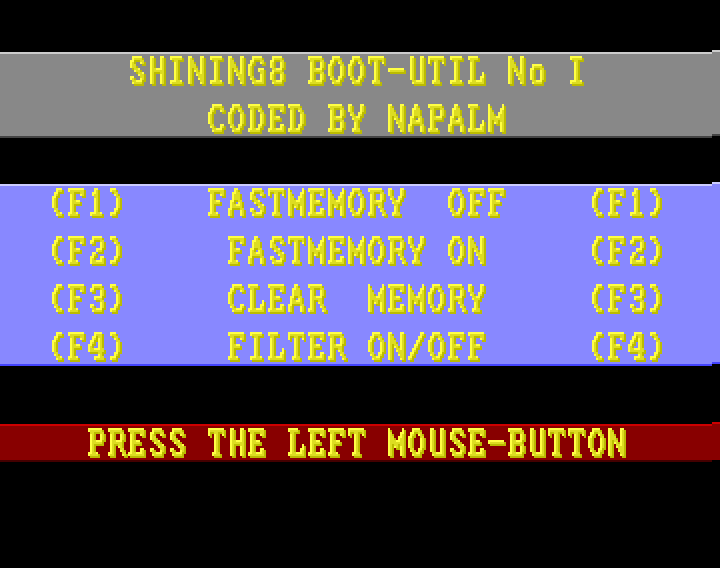 SHINING8 BOOT-UTIL No I
CODED BY NAPALM
(F1) FASTMEMORY OFF (F1)
(F2) FASTMEMORY ON (F2)
(F3) CLEAR MEMORY (F3)
(F4) FILTER ON/OFF (F4)
PRESS THE LEFT MOUSE-BUTTON